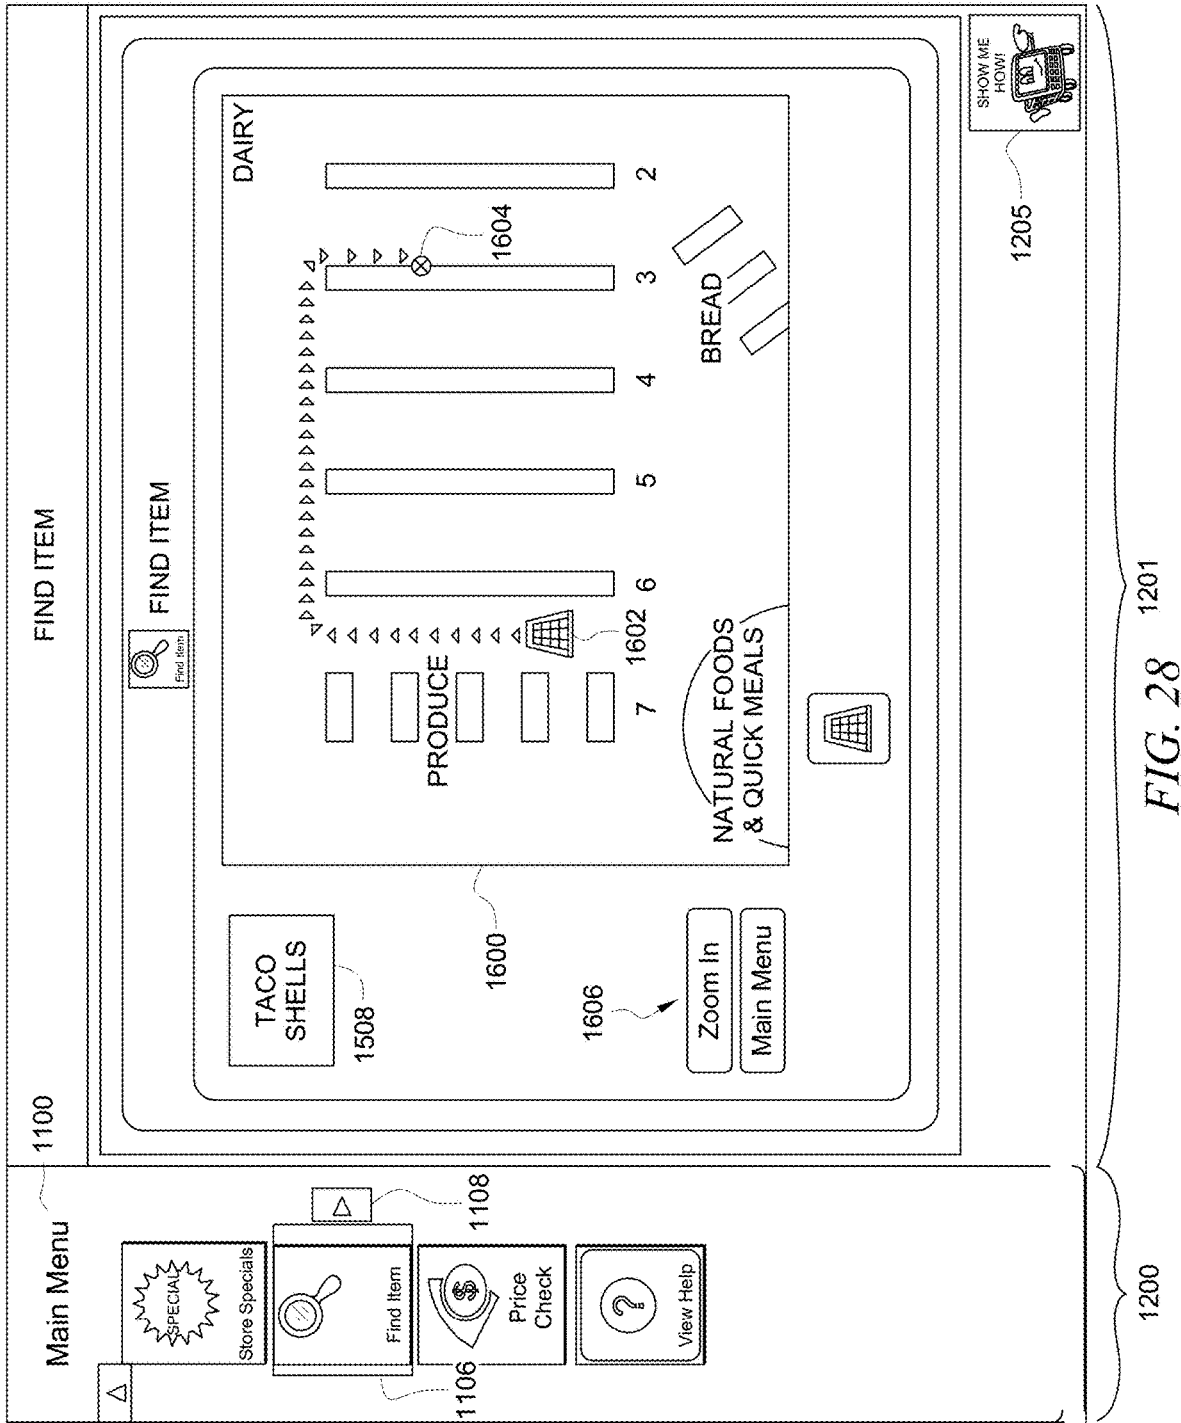 FIND ITEM
Main Menu
1100
SPECIAL
Store Specials
Find Item
1106
1108
Price
Check
View Help
1200
Find Item
FIND ITEM
TACO
SHELLS
1508
1600
1606
Zoom In
Main Menu
DAIRY
PRODUCE
1604
1602
7
6
5
4
3
2
BREAD
NATURAL FOODS
& QUICK MEALS
SHOW ME
HOW!
1205
1201
FIG. 28